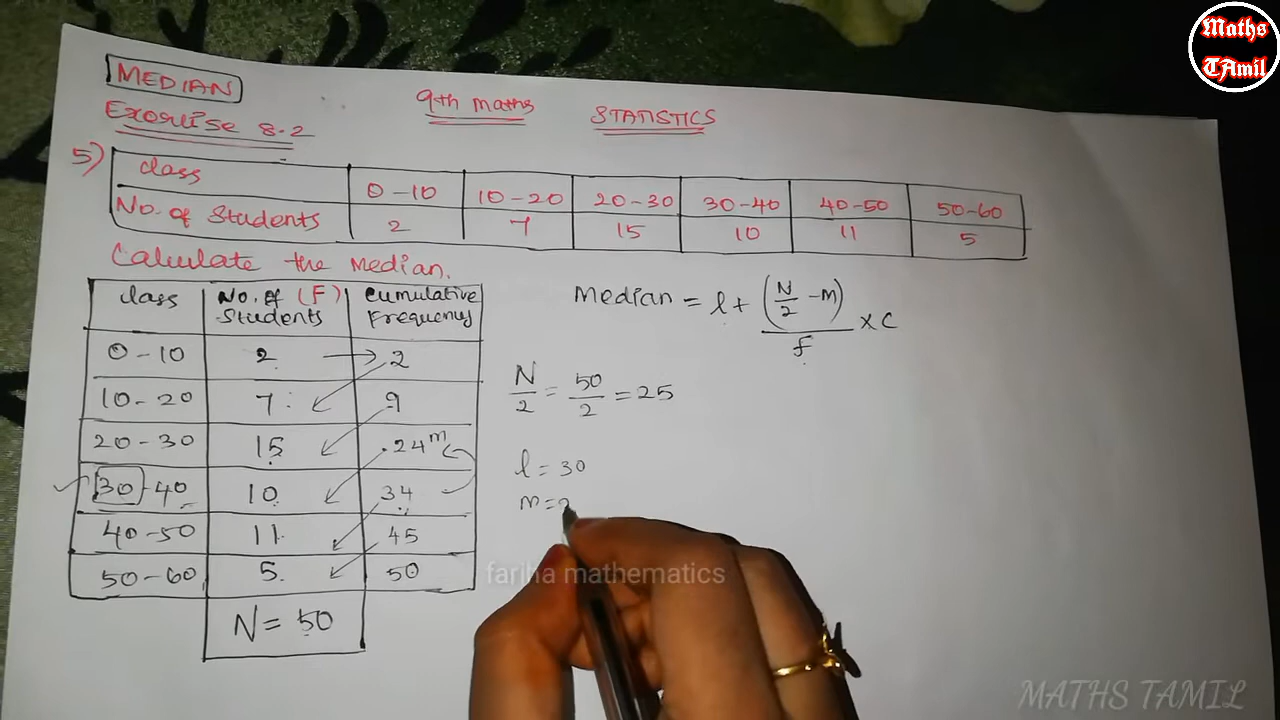 Maths
TAmil
MEDIAN
Exercise 8.2
9th maths STATISTICS
5) class 0-10 10-20 20-30 30-40 40-50 50-60
No. of Students 2 7 15 10 11 5
Calculate the median.
class No. of (F) Students Cumulative Frequency
0-10 2 2
10-20 7 9
20-30 15 24 m
30-40 10 34
40-50 11 45
50-60 5 50
N = 50
Median = l + (N/2 - m)/f × C
N/2 = 50/2 = 25
l = 30
m = 2
fariha mathematics
MATHS TAMIL